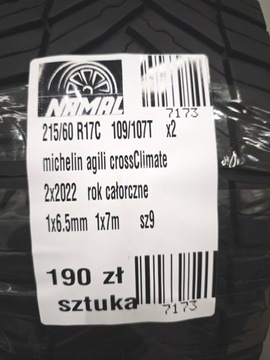 NAMAL
7173
215/60 R17C 109/107T x2
michelin agili crossClimate
2x2022 rok całorczne
1x6.5mm 1x7m sz9
190 zł
sztuka
7173